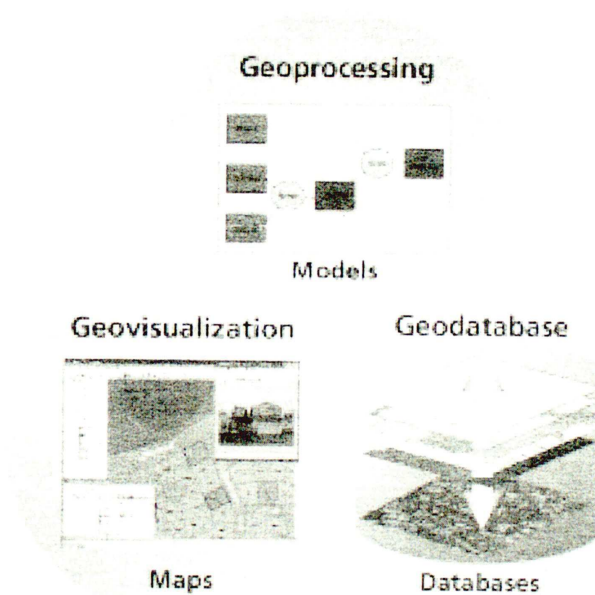 Geoprocessing
Models
Geovisualization
Geodatabase
Maps
Databases